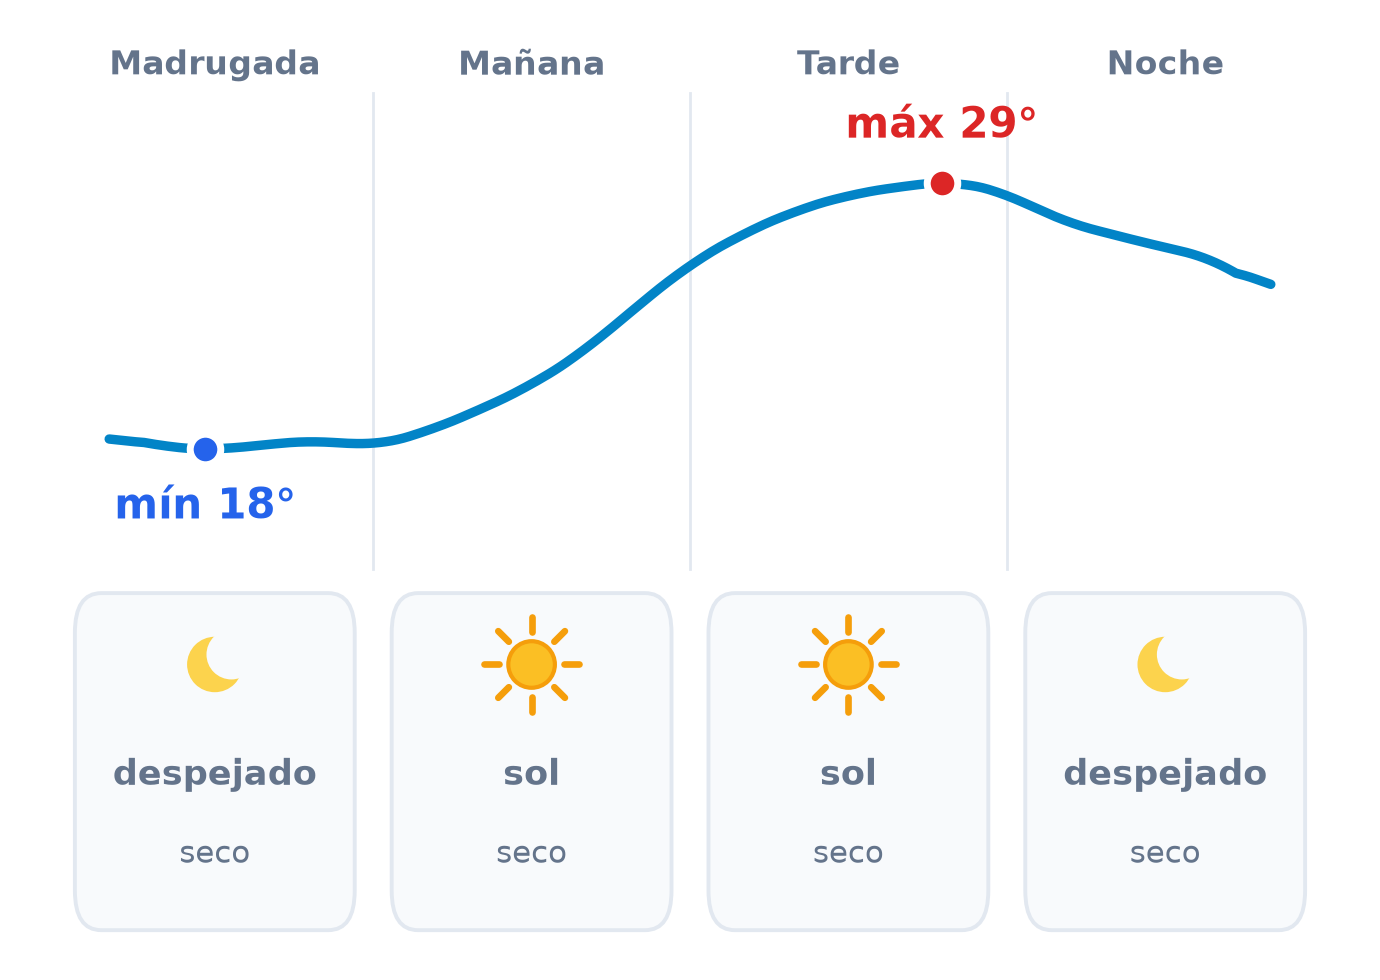 Madrugada
Mañana
Tarde
Noche
máx 29°
mín 18°
despejado
sol
sol
despejado
seco
seco
seco
seco